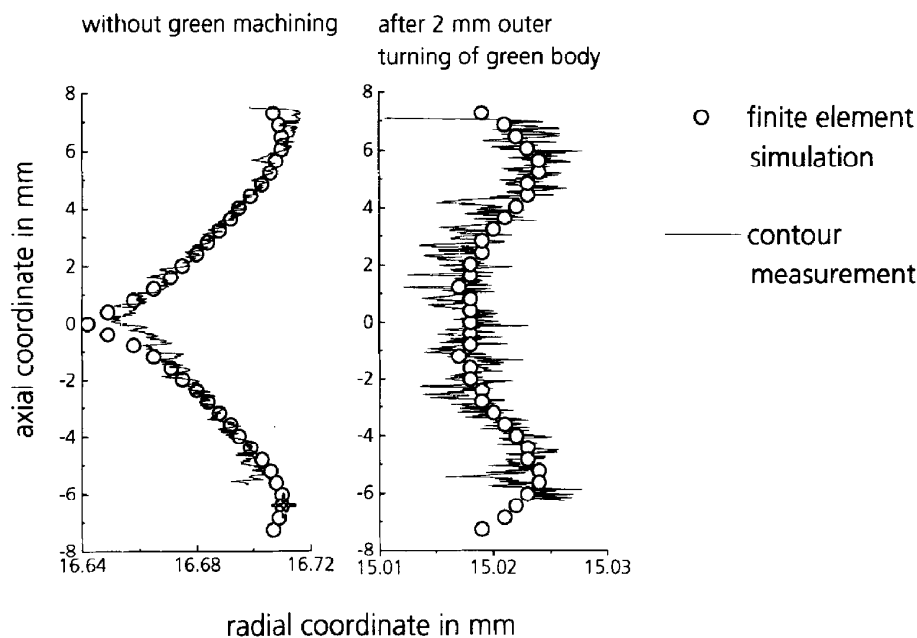 without green machining
after 2 mm outer
turning of green body
8
6
4
2
0
-2
-4
-6
-8
16.64
16.68
16.72
axial coordinate in mm
8
6
4
2
0
-2
-4
-6
-8
15.01
15.02
15.03
radial coordinate in mm
finite element
simulation
contour
measurement